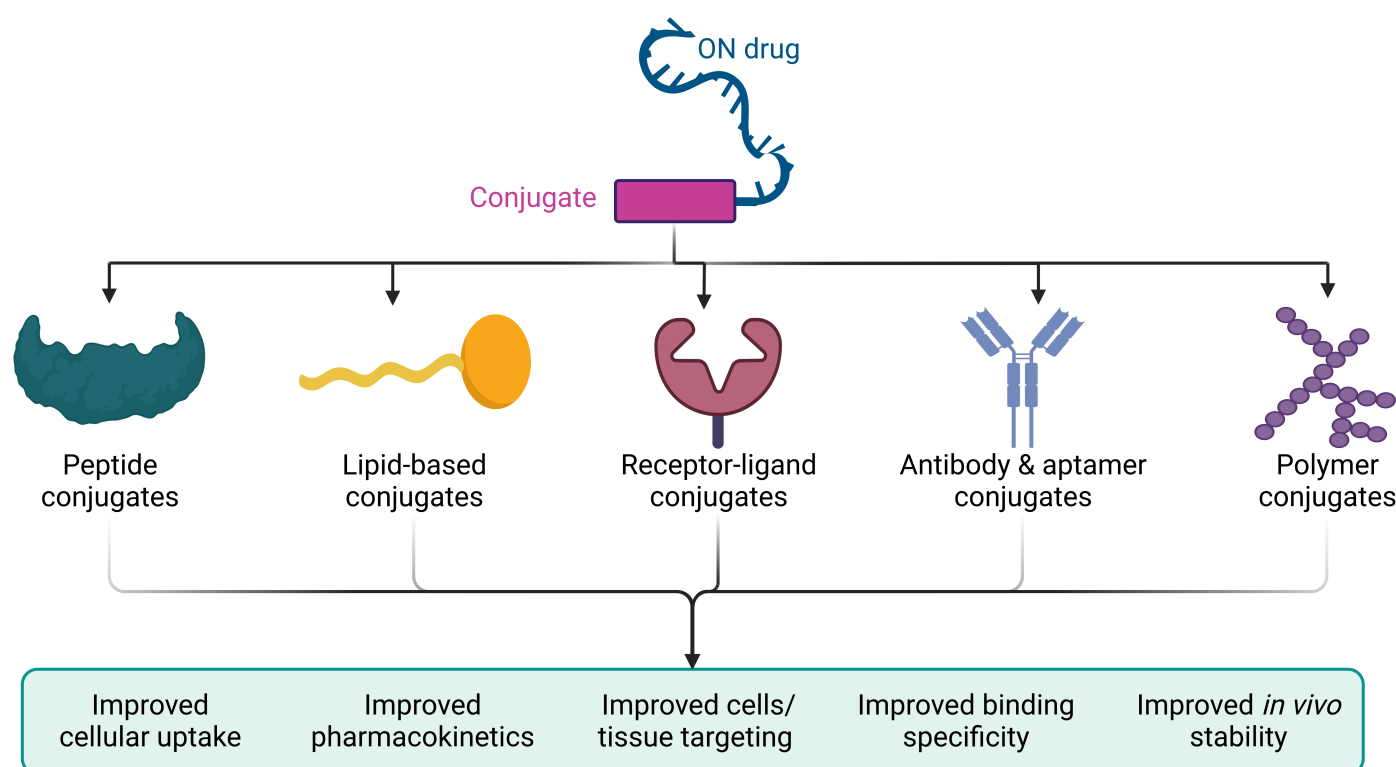 ON drug
Conjugate
Peptide
conjugates
Lipid-based
conjugates
Receptor-ligand
conjugates
Antibody & aptamer
conjugates
Polymer
conjugates
Improved
cellular uptake
Improved
pharmacokinetics
Improved cells/
tissue targeting
Improved binding
specificity
Improved in vivo
stability